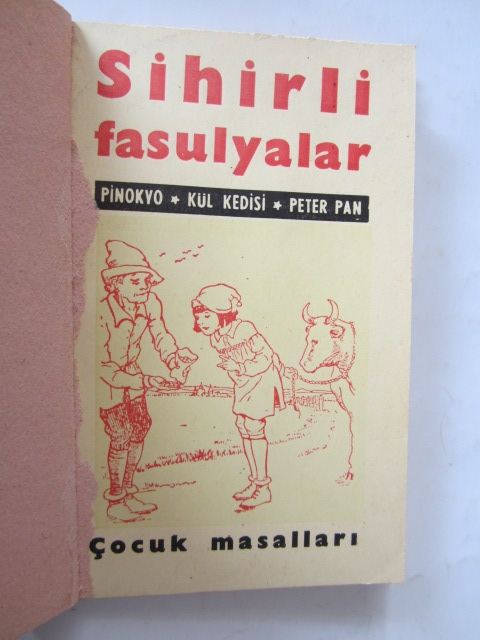 Sihirli
fasulyalar
PİNOKYO ★ KÜL KEDİSİ ★ PETER PAN
Çocuk masalları